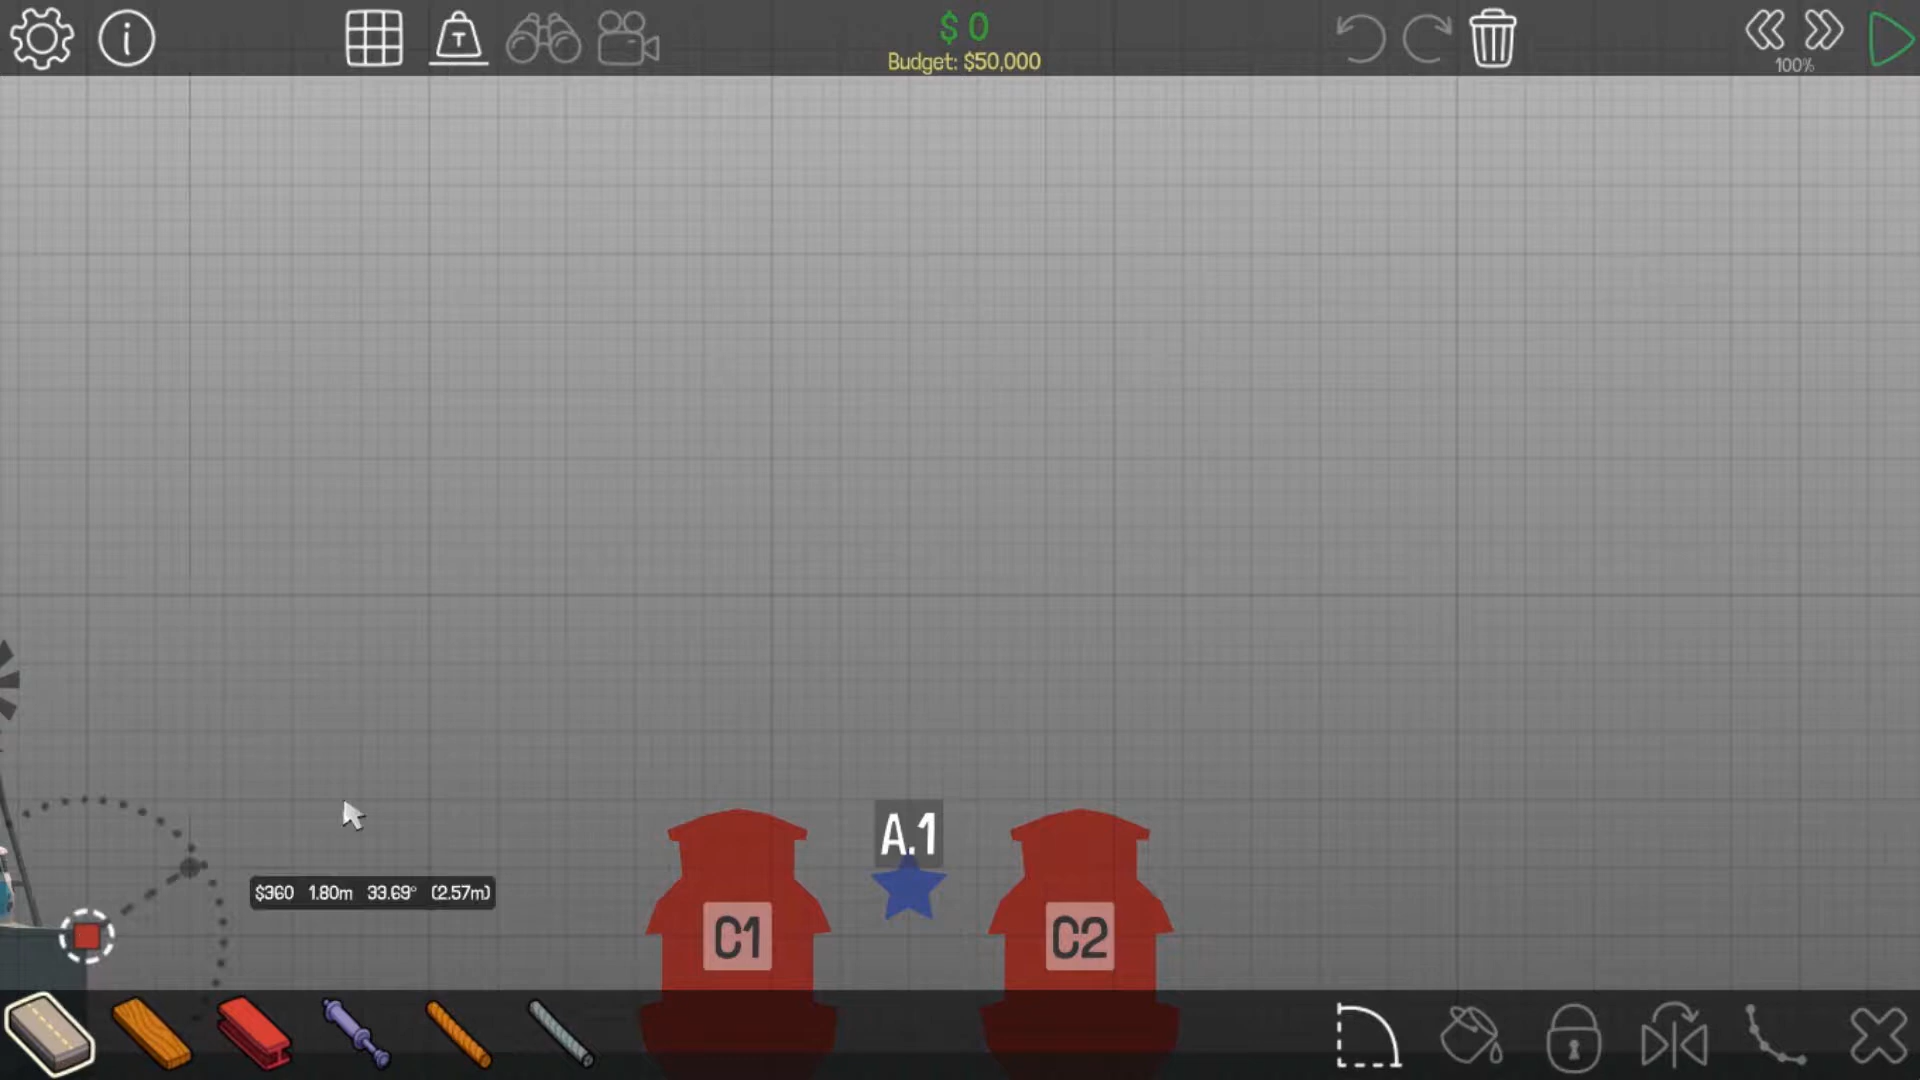 $ 0
Budget: $50,000
100%
T
A.1
$360 1.80m 33.69° (2.57m)
C1
C2